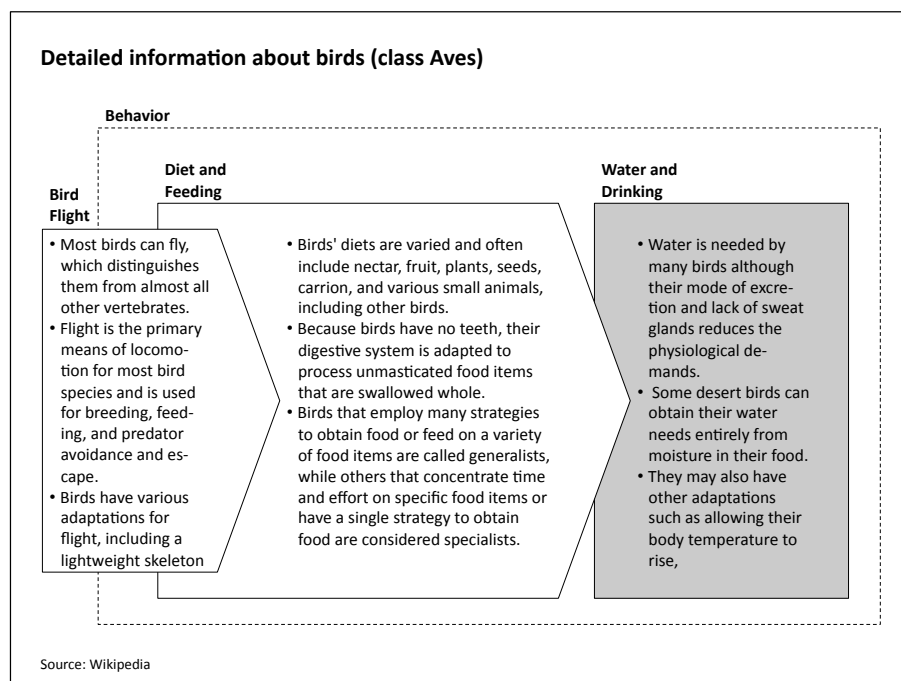 Detailed information about birds (class Aves)
Behavior
Bird
Flight
• Most birds can fly,
which distinguishes
them from almost all
other vertebrates.
• Flight is the primary
means of locomo-
tion for most bird
species and is used
for breeding, feed-
ing, and predator
avoidance and es-
cape.
• Birds have various
adaptations for
flight, including a
lightweight skeleton
Diet and
Feeding
• Birds' diets are varied and often
include nectar, fruit, plants, seeds,
carrion, and various small animals,
including other birds.
• Because birds have no teeth, their
digestive system is adapted to
process unmasticated food items
that are swallowed whole.
• Birds that employ many strategies
to obtain food or feed on a variety
of food items are called generalists,
while others that concentrate time
and effort on specific food items or
have a single strategy to obtain
food are considered specialists.
Water and
Drinking
• Water is needed by
many birds although
their mode of excre-
tion and lack of sweat
glands reduces the
physiological de-
mands.
• Some desert birds can
obtain their water
needs entirely from
moisture in their food.
• They may also have
other adaptations
such as allowing their
body temperature to
rise,
Source: Wikipedia